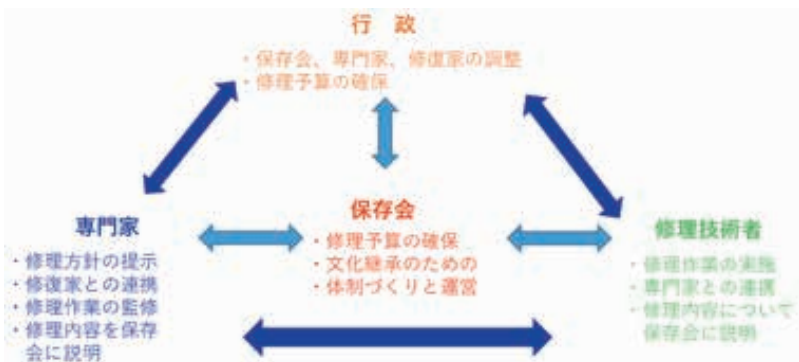 行　政
・保存会、専門家、修復家の調整
・修理予算の確保
保存会
・修理予算の確保
・文化継承のための
・体制づくりと運営
専門家
・修理方針の提示
・修復家との連携
・修理作業の監修
・修理内容を保存
会に説明
修理技術者
・修理作業の実施
・専門家との連携
・修理内容について
保存会に説明